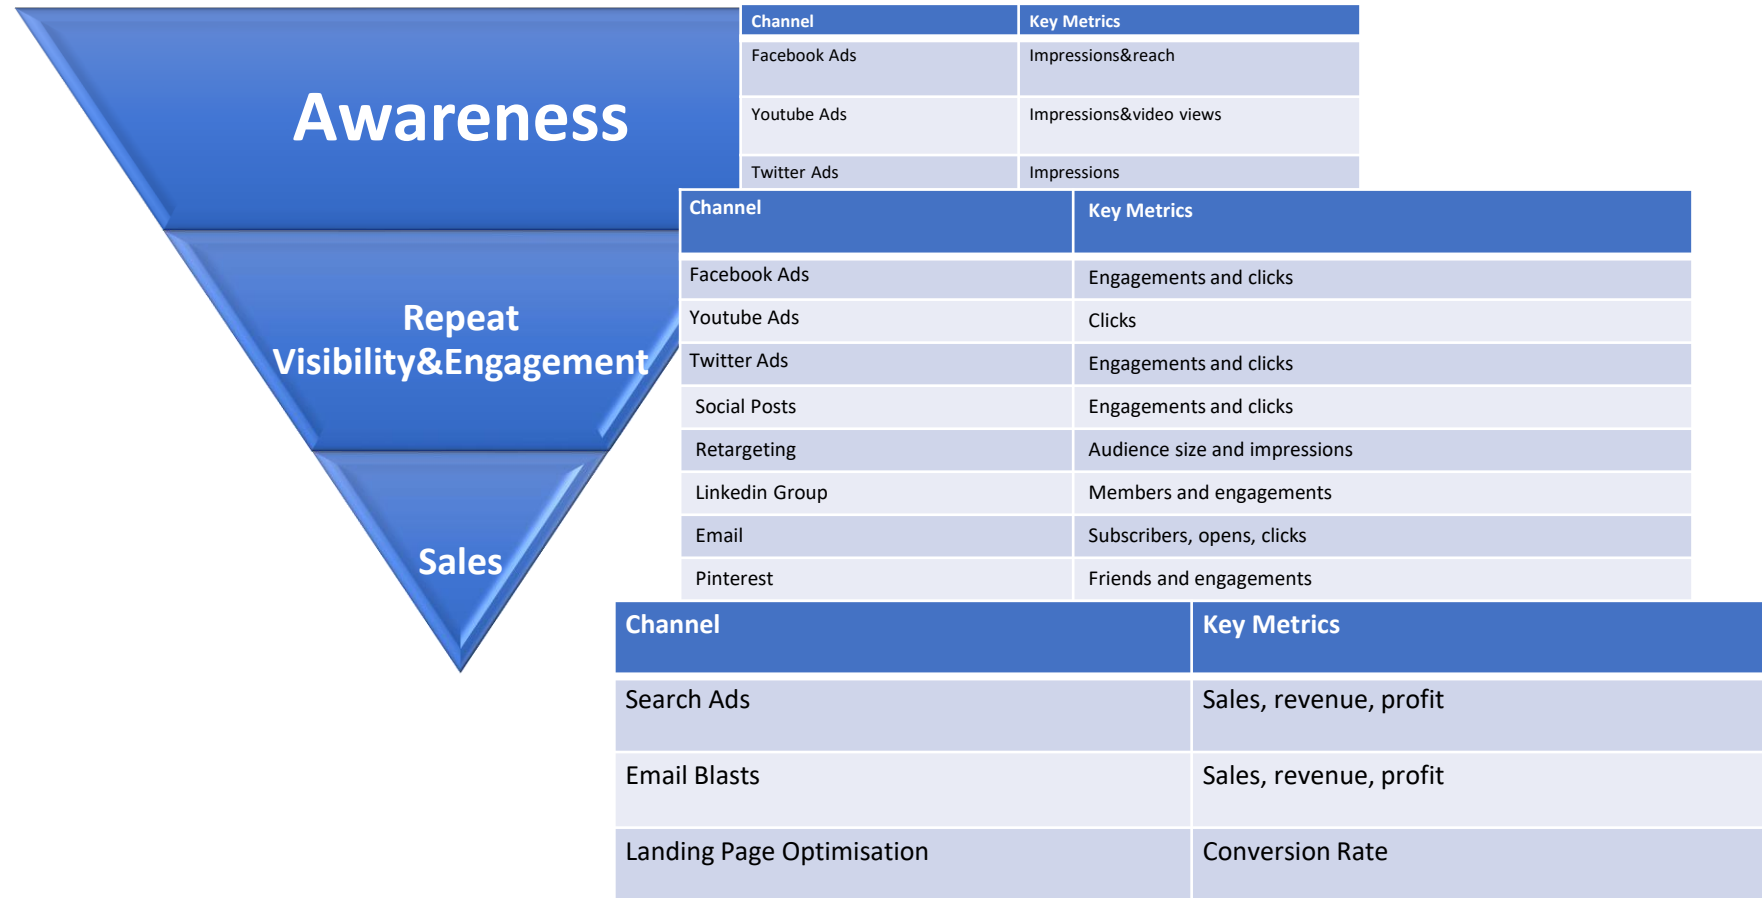 Awareness
Channel Key Metrics
Facebook Ads Impressions&reach
Youtube Ads Impressions&video views
Twitter Ads Impressions
Repeat
Visibility&Engagement
Channel Key Metrics
Facebook Ads Engagements and clicks
Youtube Ads Clicks
Twitter Ads Engagements and clicks
Social Posts Engagements and clicks
Retargeting Audience size and impressions
Linkedin Group Members and engagements
Email Subscribers, opens, clicks
Pinterest Friends and engagements
Sales
Channel Key Metrics
Search Ads Sales, revenue, profit
Email Blasts Sales, revenue, profit
Landing Page Optimisation Conversion Rate